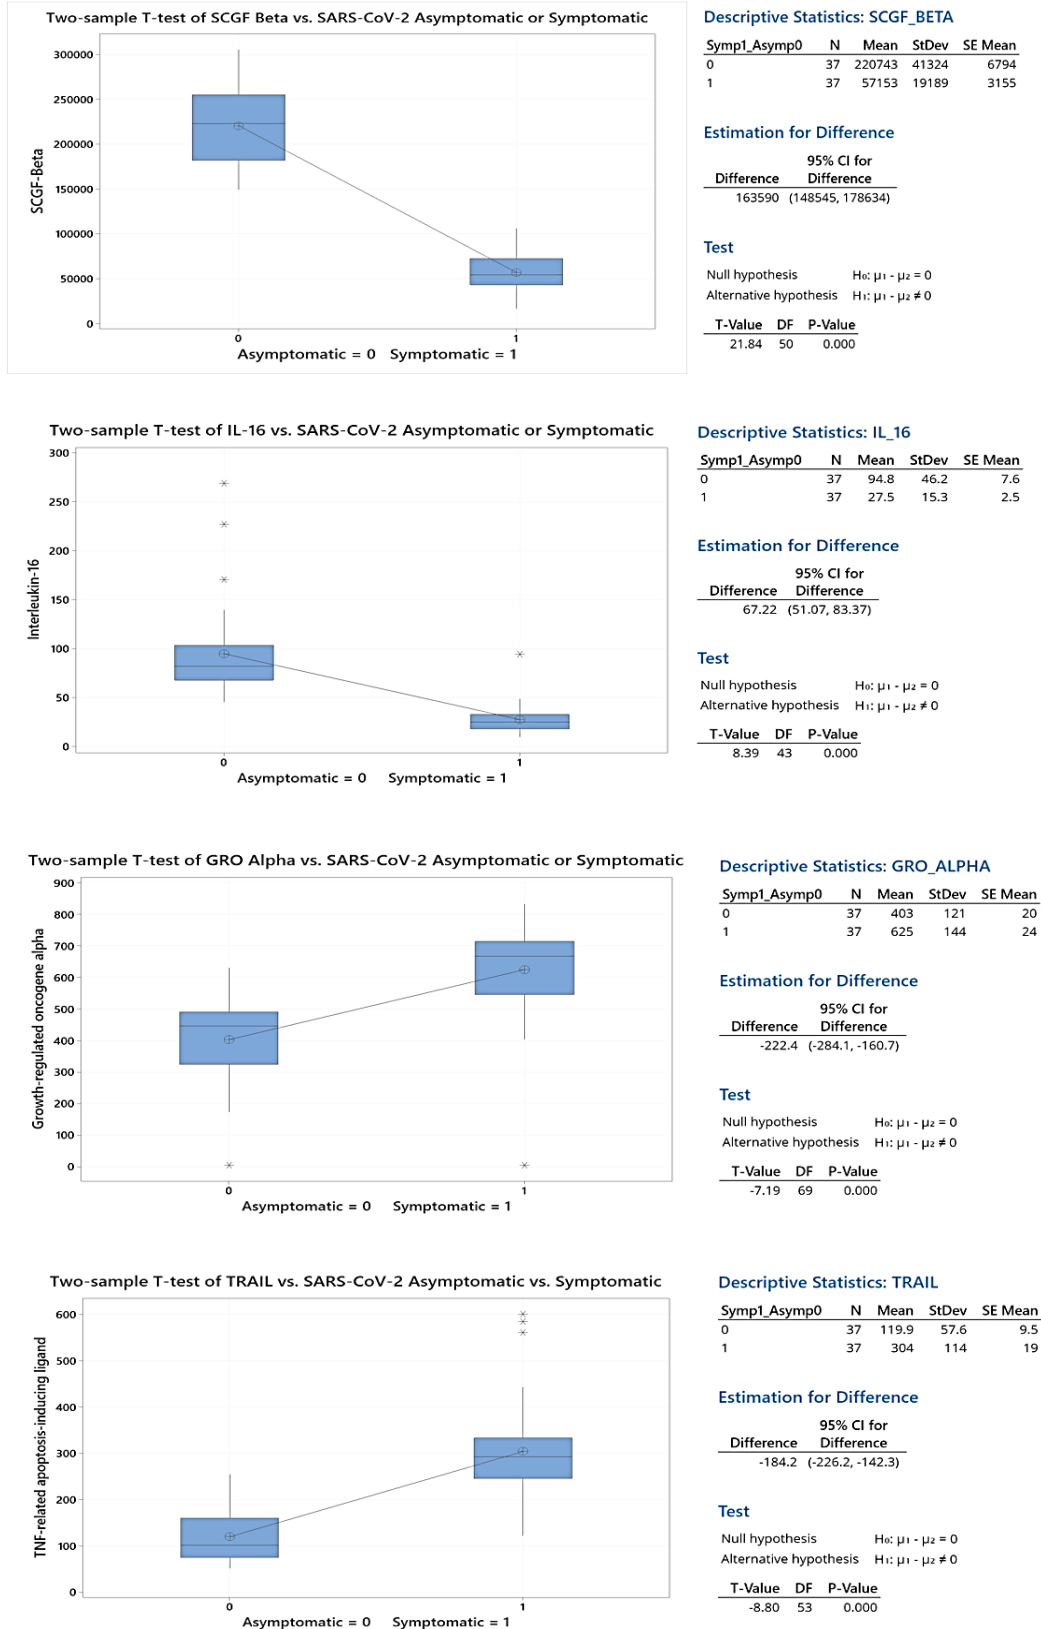 Two-sample T-test of SCGF Beta vs. SARS-CoV-2 Asymptomatic or Symptomatic
SCGF-Beta
300000
250000
200000
150000
100000
50000
0
0 1
Asymptomatic = 0 Symptomatic = 1
Descriptive Statistics: SCGF_BETA
Symp1_Asymp0 N Mean StDev SE Mean
0 37 220743 41324 6794
1 37 57153 19189 3155
Estimation for Difference
95% CI for
Difference Difference
163590 (148545, 178634)
Test
Null hypothesis H₀: μ₁ - µ₂ = 0
Alternative hypothesis H₁: μ₁ - µ₂ ≠ 0
T-Value DF P-Value
21.84 50 0.000
Two-sample T-test of IL-16 vs. SARS-CoV-2 Asymptomatic or Symptomatic
Interleukin-16
300
250
200
150
100
50
0
0 1
Asymptomatic = 0 Symptomatic = 1
Descriptive Statistics: IL_16
Symp1_Asymp0 N Mean StDev SE Mean
0 37 94.8 46.2 7.6
1 37 27.5 15.3 2.5
Estimation for Difference
95% CI for
Difference Difference
67.22 (51.07, 83.37)
Test
Null hypothesis H₀: μ₁ - µ₂ = 0
Alternative hypothesis H₁: μ₁ - µ₂ ≠ 0
T-Value DF P-Value
8.39 43 0.000
Two-sample T-test of GRO Alpha vs. SARS-CoV-2 Asymptomatic or Symptomatic
Growth-regulated oncogene alpha
900
800
700
600
500
400
300
200
100
0
0 1
Asymptomatic = 0 Symptomatic = 1
Descriptive Statistics: GRO_ALPHA
Symp1_Asymp0 N Mean StDev SE Mean
0 37 403 121 20
1 37 625 144 24
Estimation for Difference
95% CI for
Difference Difference
-222.4 (-284.1, -160.7)
Test
Null hypothesis H₀: μ₁ - µ₂ = 0
Alternative hypothesis H₁: μ₁ - µ₂ ≠ 0
T-Value DF P-Value
-7.19 69 0.000
Two-sample T-test of TRAIL vs. SARS-CoV-2 Asymptomatic vs. Symptomatic
TNF-related apoptosis-inducing ligand
600
500
400
300
200
100
0
0 1
Asymptomatic = 0 Symptomatic = 1
Descriptive Statistics: TRAIL
Symp1_Asymp0 N Mean StDev SE Mean
0 37 119.9 57.6 9.5
1 37 304 114 19
Estimation for Difference
95% CI for
Difference Difference
-184.2 (-226.2, -142.3)
Test
Null hypothesis H₀: μ₁ - µ₂ = 0
Alternative hypothesis H₁: μ₁ - µ₂ ≠ 0
T-Value DF P-Value
-8.80 53 0.000